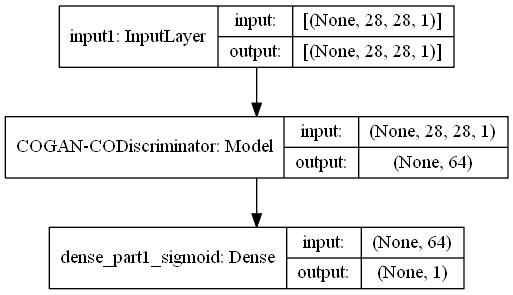 input1: InputLayer
input: [(None, 28, 28, 1)]
output: [(None, 28, 28, 1)]
COGAN-CODiscriminator: Model
input: (None, 28, 28, 1)
output: (None, 64)
dense_part1_sigmoid: Dense
input: (None, 64)
output: (None, 1)